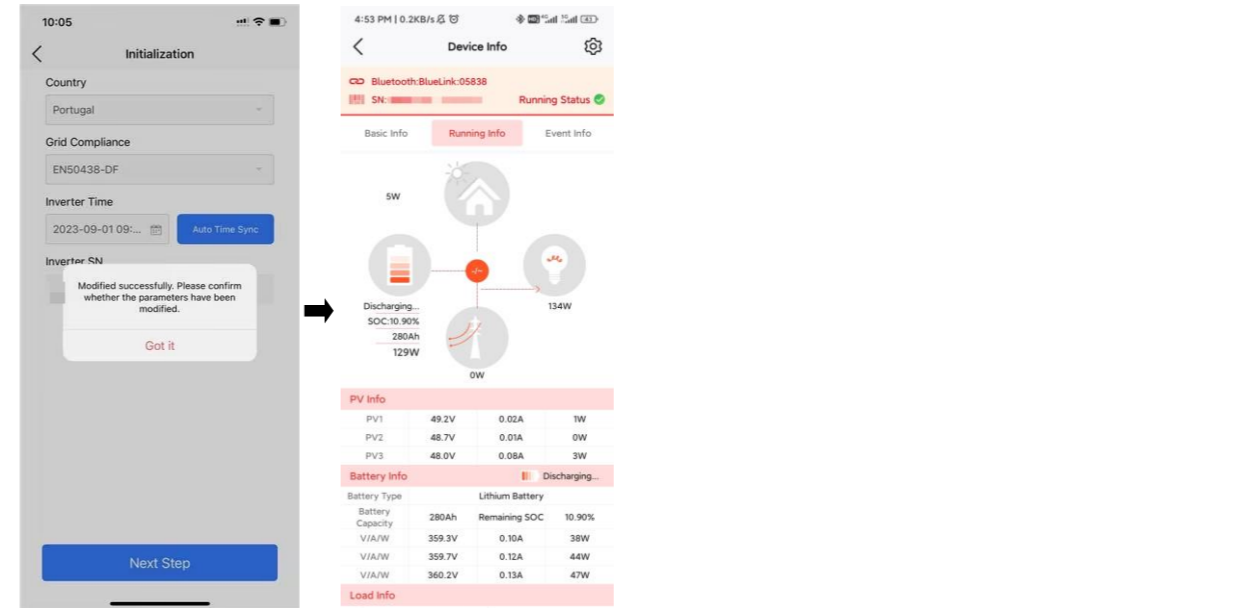 10:05
Initialization
Country
Portugal
Grid Compliance
EN50438-DF
Inverter Time
2023-09-01 09:...
Auto Time Sync
Inverter SN
Modified successfully. Please confirm
whether the parameters have been
modified.
Got it
Next Step
4:53 PM | 0.2KB/s
Device Info
Bluetooth:BlueLink:05838
SN:
Running Status
Basic Info
Running Info
Event Info
5W
Discharging...
SOC:10.90%
280Ah
129W
134W
0W
PV Info
PV1 49.2V 0.02A 1W
PV2 48.7V 0.01A 0W
PV3 48.0V 0.08A 3W
Battery Info Discharging...
Battery Type Lithium Battery
Battery
Capacity 280Ah Remaining SOC 10.90%
V/A/W 359.3V 0.10A 38W
V/A/W 359.7V 0.12A 44W
V/A/W 360.2V 0.13A 47W
Load Info